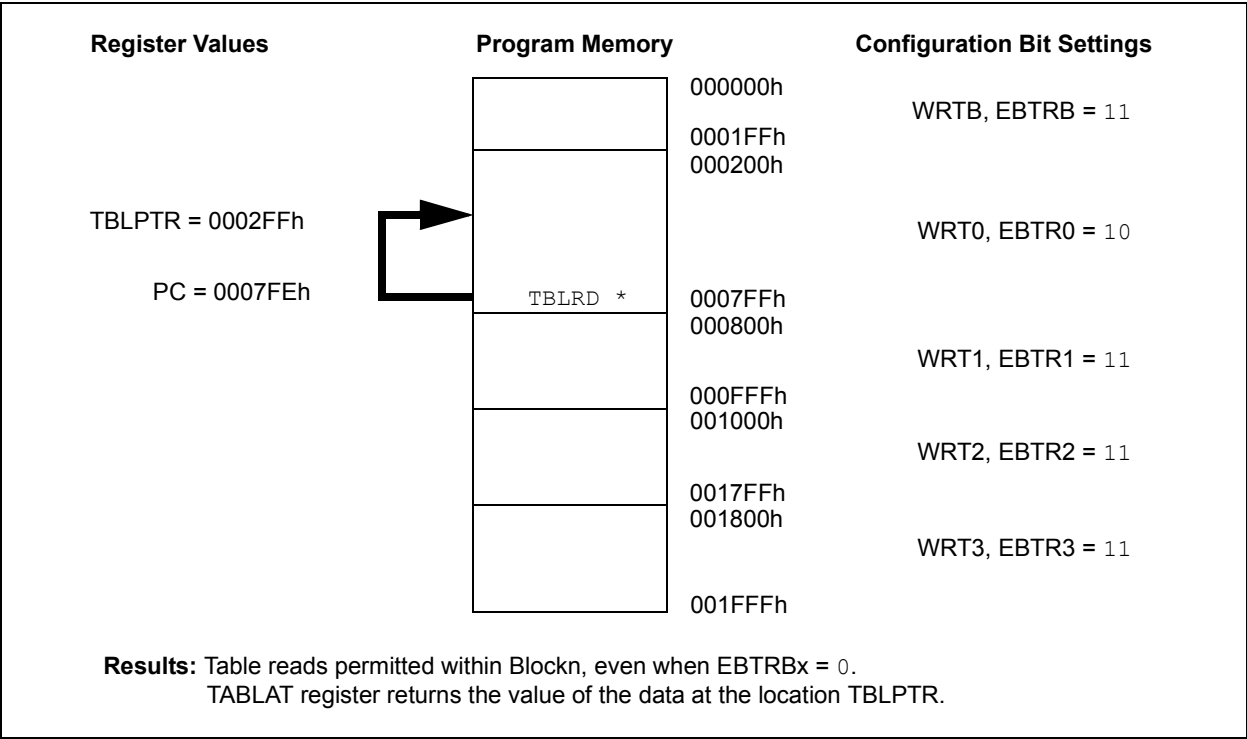 Register Values Program Memory Configuration Bit Settings
000000h
WRTB, EBTRB = 11
0001FFh
000200h
TBLPTR = 0002FFh
WRT0, EBTR0 = 10
PC = 0007FEh
TBLRD *
0007FFh
000800h
WRT1, EBTR1 = 11
000FFFh
001000h
WRT2, EBTR2 = 11
0017FFh
001800h
WRT3, EBTR3 = 11
001FFFh
Results: Table reads permitted within Blockn, even when EBTRBx = 0.
TABLAT register returns the value of the data at the location TBLPTR.